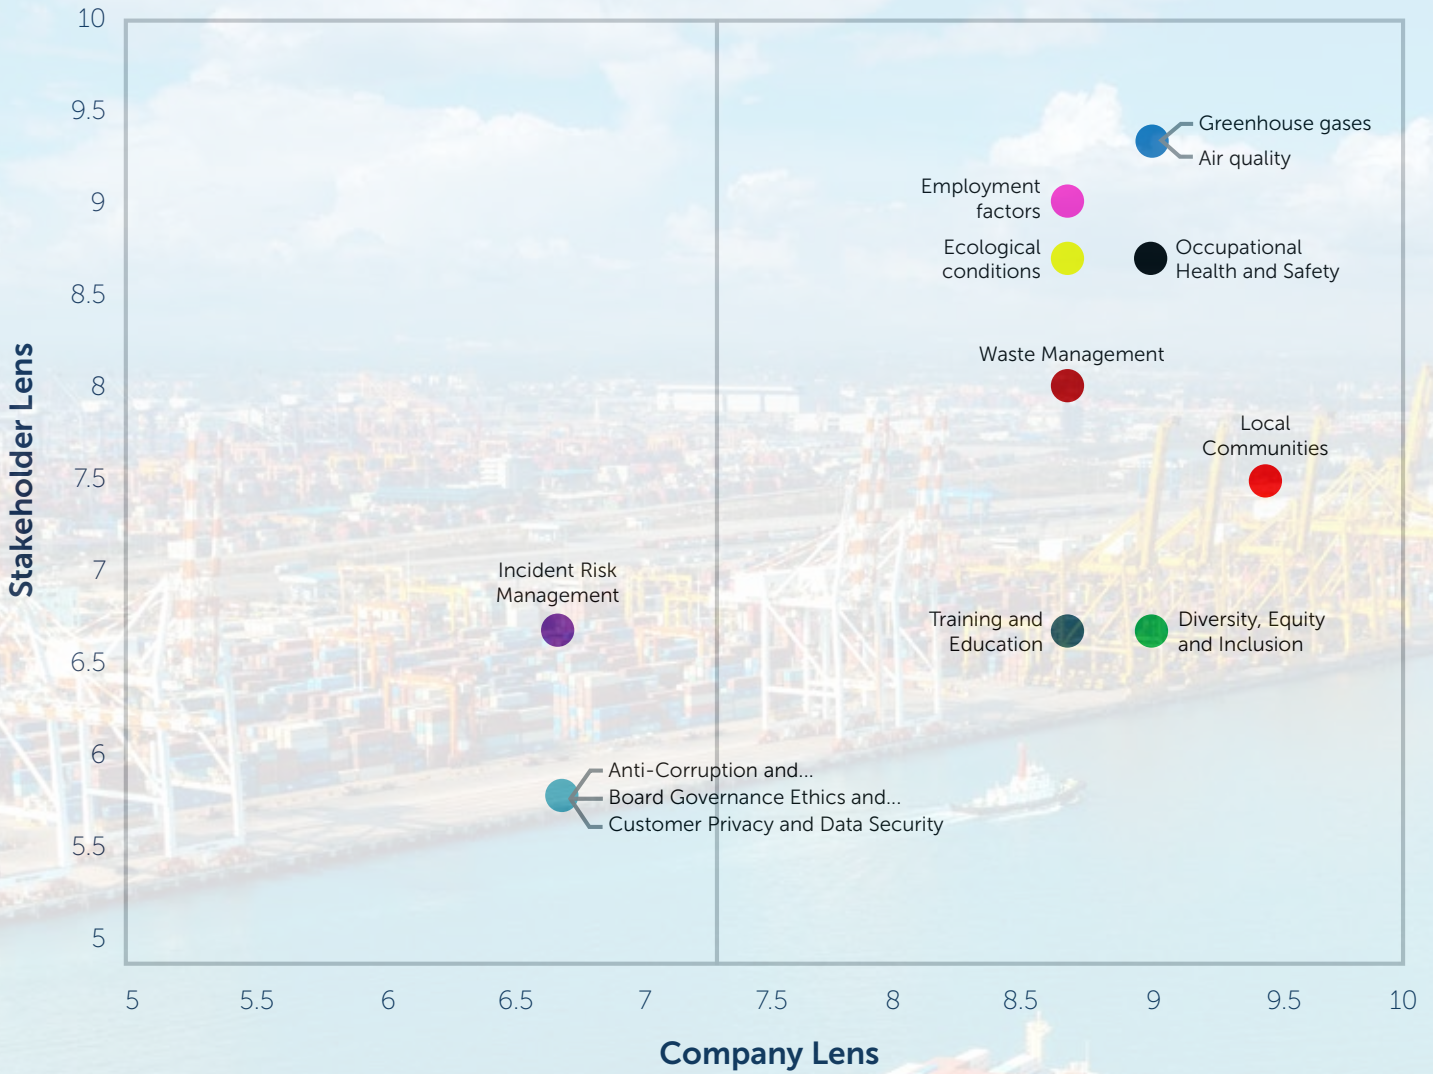 10
9.5
9
8.5
8
7.5
7
6.5
6
5.5
5
Stakeholder Lens
Greenhouse gases
Air quality
Employment
factors
Ecological
conditions
Occupational
Health and Safety
Waste Management
Local
Communities
Incident Risk
Management
Training and
Education
Diversity, Equity
and Inclusion
Anti-Corruption and...
Board Governance Ethics and...
Customer Privacy and Data Security
5 5.5 6 6.5 7 7.5 8 8.5 9 9.5 10
Company Lens